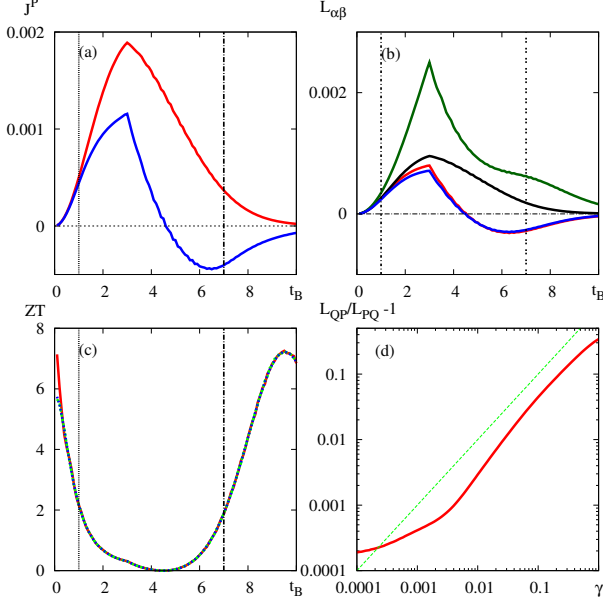 J^P
L_αβ
0.002
0.001
0
(a)
0 2 4 6 8 t_B
0.002
0
(b)
0 2 4 6 8 t_B
ZT
8
6
4
2
0
(c)
0 2 4 6 8 t_B
L_QP/L_PQ -1
0.1
0.01
0.001
0.0001
(d)
0.0001 0.001 0.01 0.1 γ